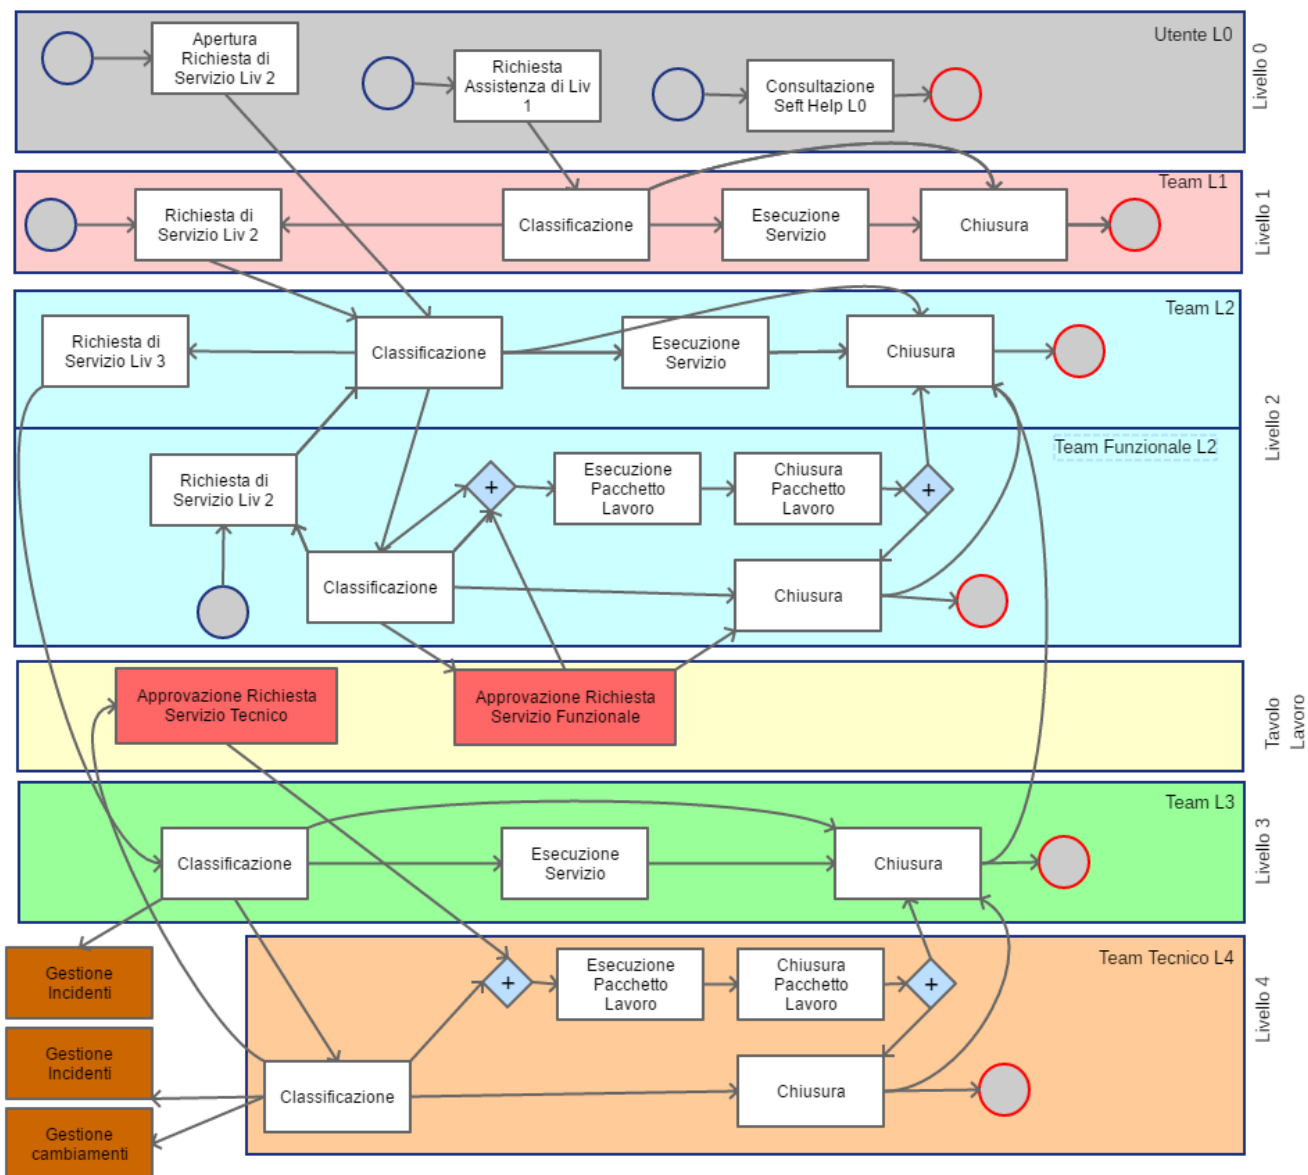 Utente L0
Apertura
Richiesta di
Servizio Liv 2
Richiesta
Assistenza di Liv
1
Consultazione
Seft Help L0
Livello 0
Team L1
Richiesta di
Servizio Liv 2
Classificazione
Esecuzione
Servizio
Chiusura
Livello 1
Team L2
Richiesta di
Servizio Liv 3
Classificazione
Esecuzione
Servizio
Chiusura
Livello 2
Team Funzionale L2
Richiesta di
Servizio Liv 2
+
Esecuzione
Pacchetto
Lavoro
Chiusura
Pacchetto
Lavoro
+
Classificazione
Chiusura
Approvazione Richiesta
Servizio Tecnico
Approvazione Richiesta
Servizio Funzionale
Tavolo
Lavoro
Team L3
Classificazione
Esecuzione
Servizio
Chiusura
Livello 3
Gestione
Incidenti
Gestione
Incidenti
Gestione
cambiamenti
Team Tecnico L4
+
Esecuzione
Pacchetto
Lavoro
Chiusura
Pacchetto
Lavoro
+
Classificazione
Chiusura
Livello 4